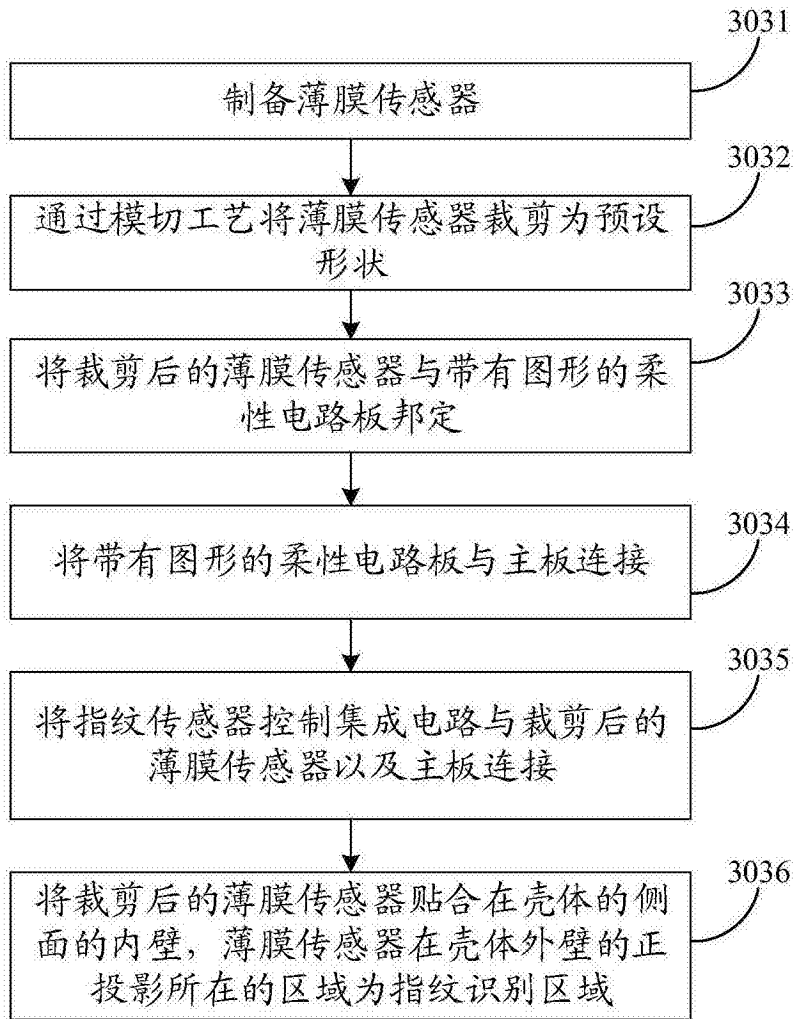 3031
制备薄膜传感器
3032
通过模切工艺将薄膜传感器裁剪为预设
形状
3033
将裁剪后的薄膜传感器与带有图形的柔
性电路板邦定
3034
将带有图形的柔性电路板与主板连接
3035
将指纹传感器控制集成电路与裁剪后的
薄膜传感器以及主板连接
3036
将裁剪后的薄膜传感器贴合在壳体的侧
面的内壁，薄膜传感器在壳体外壁的正
投影所在的区域为指纹识别区域